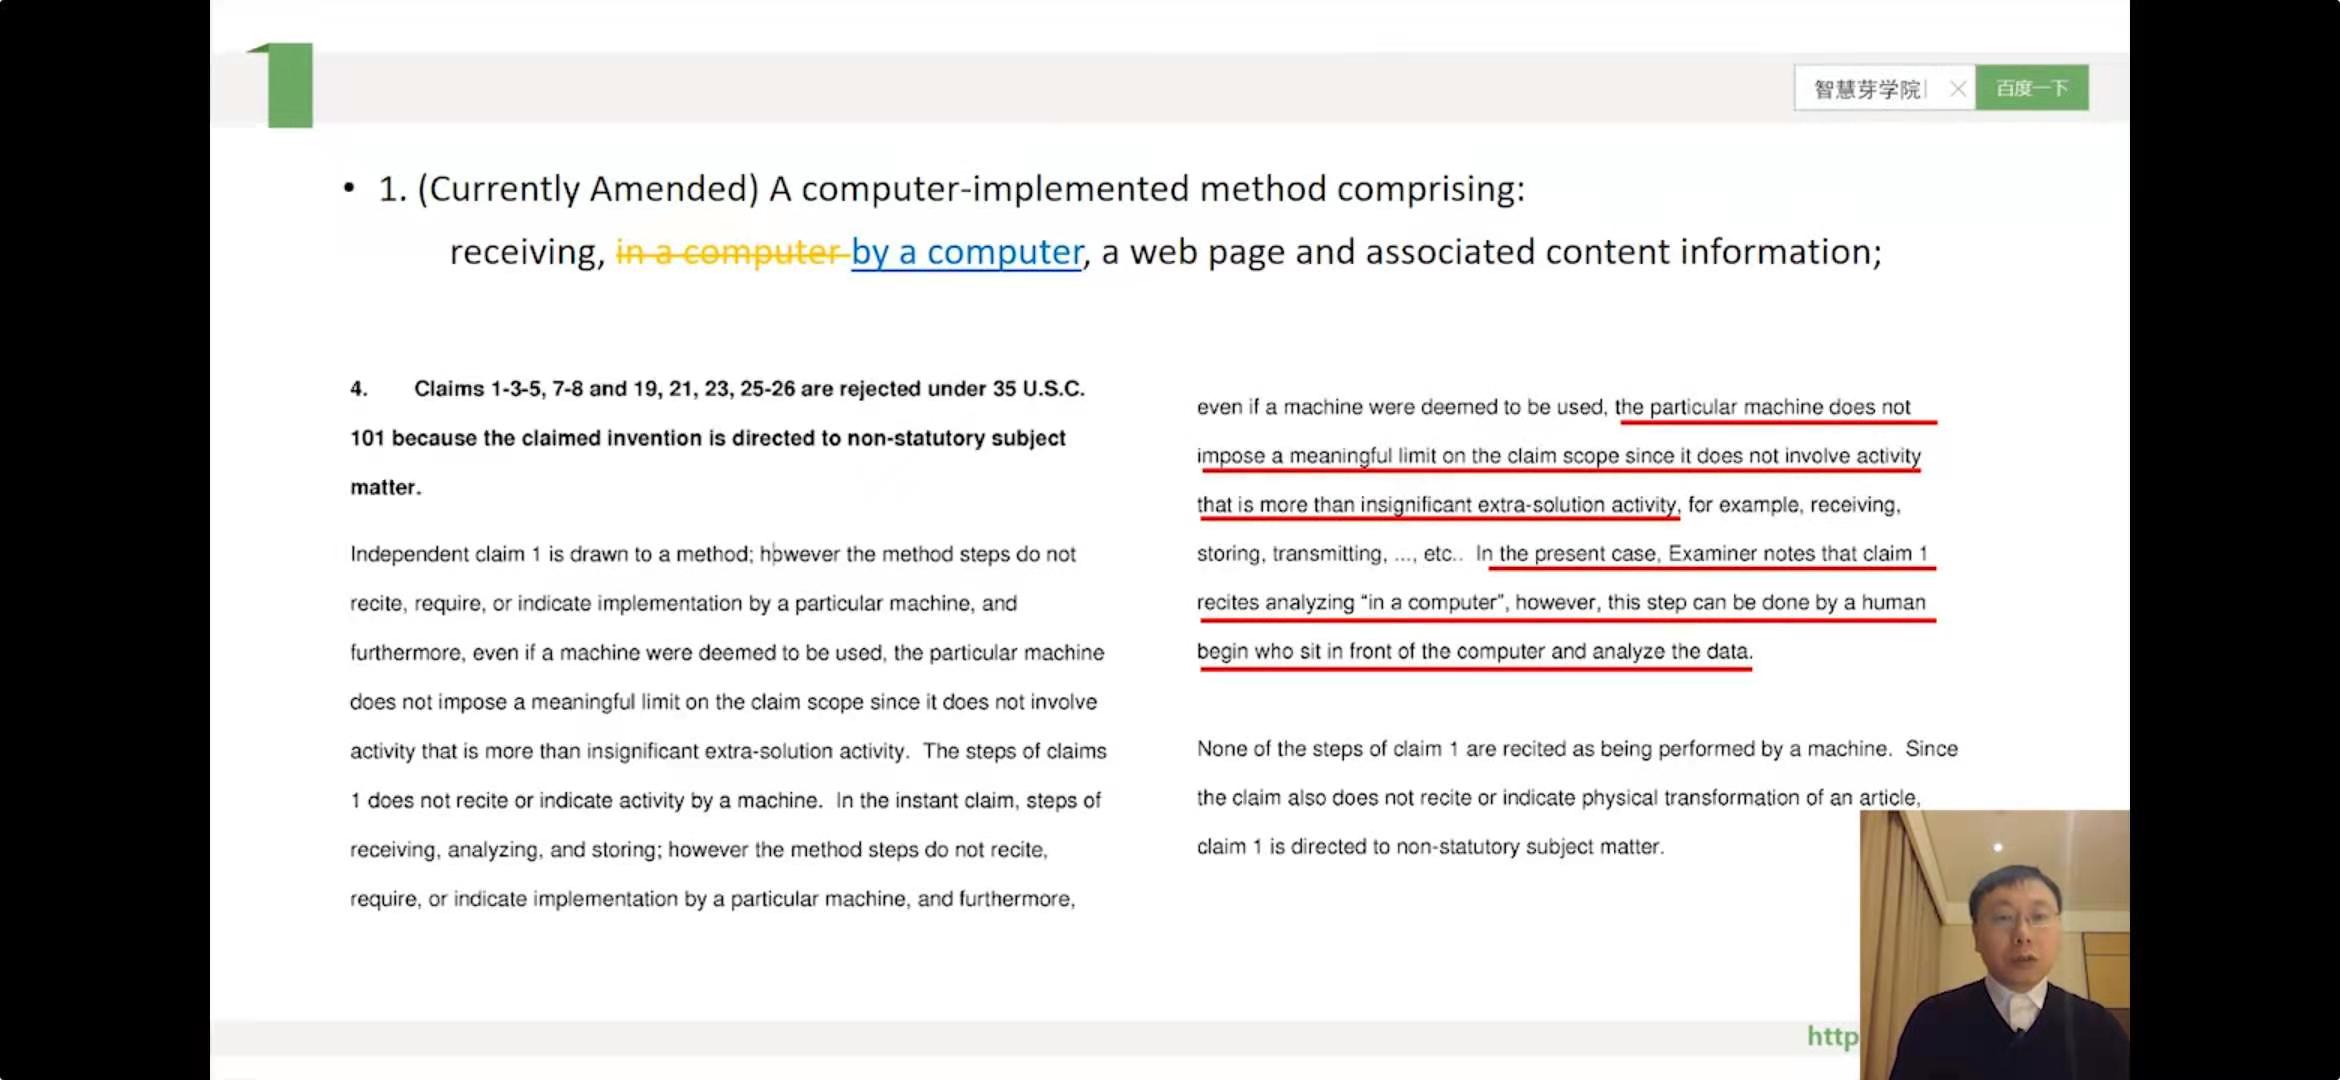 智慧芽学院
百度一下
• 1. (Currently Amended) A computer-implemented method comprising:
receiving, in a computer by a computer, a web page and associated content information;
4. Claims 1-3-5, 7-8 and 19, 21, 23, 25-26 are rejected under 35 U.S.C.
101 because the claimed invention is directed to non-statutory subject
matter.
Independent claim 1 is drawn to a method; however the method steps do not
recite, require, or indicate implementation by a particular machine, and
furthermore, even if a machine were deemed to be used, the particular machine
does not impose a meaningful limit on the claim scope since it does not involve
activity that is more than insignificant extra-solution activity. The steps of claims
1 does not recite or indicate activity by a machine. In the instant claim, steps of
receiving, analyzing, and storing; however the method steps do not recite,
require, or indicate implementation by a particular machine, and furthermore,
even if a machine were deemed to be used, the particular machine does not
impose a meaningful limit on the claim scope since it does not involve activity
that is more than insignificant extra-solution activity, for example, receiving,
storing, transmitting, ..., etc.. In the present case, Examiner notes that claim 1
recites analyzing “in a computer”, however, this step can be done by a human
begin who sit in front of the computer and analyze the data.
None of the steps of claim 1 are recited as being performed by a machine. Since
the claim also does not recite or indicate physical transformation of an article,
claim 1 is directed to non-statutory subject matter.
http